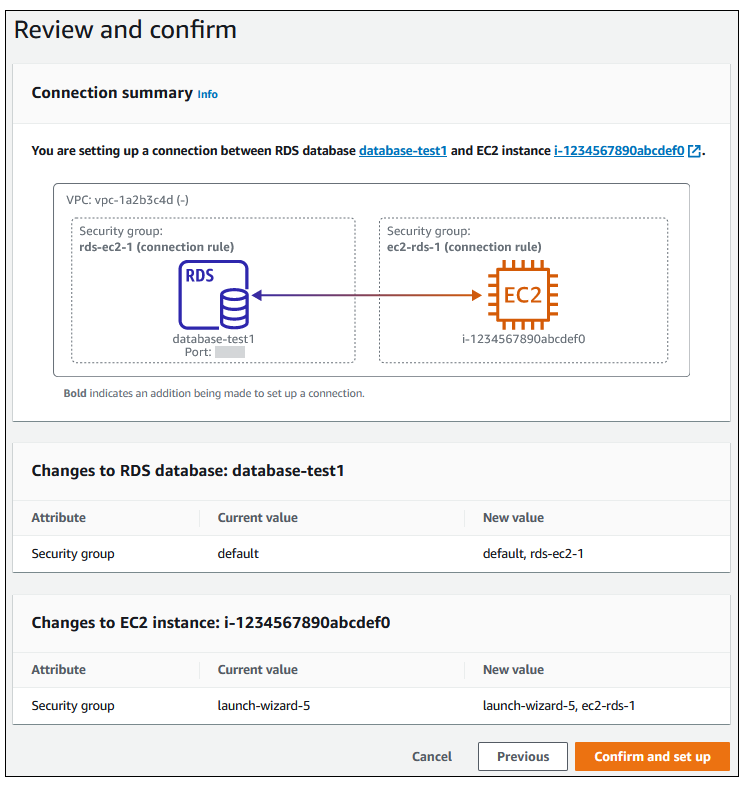 Review and confirm
Connection summary Info
You are setting up a connection between RDS database database-test1 and EC2 instance i-1234567890abcdef0.
VPC: vpc-1a2b3c4d (-)
Security group:
rds-ec2-1 (connection rule)
RDS
database-test1
Port:
Security group:
ec2-rds-1 (connection rule)
EC2
i-1234567890abcdef0
Bold indicates an addition being made to set up a connection.
Changes to RDS database: database-test1
Attribute Current value New value
Security group default default, rds-ec2-1
Changes to EC2 instance: i-1234567890abcdef0
Attribute Current value New value
Security group launch-wizard-5 launch-wizard-5, ec2-rds-1
Cancel Previous Confirm and set up